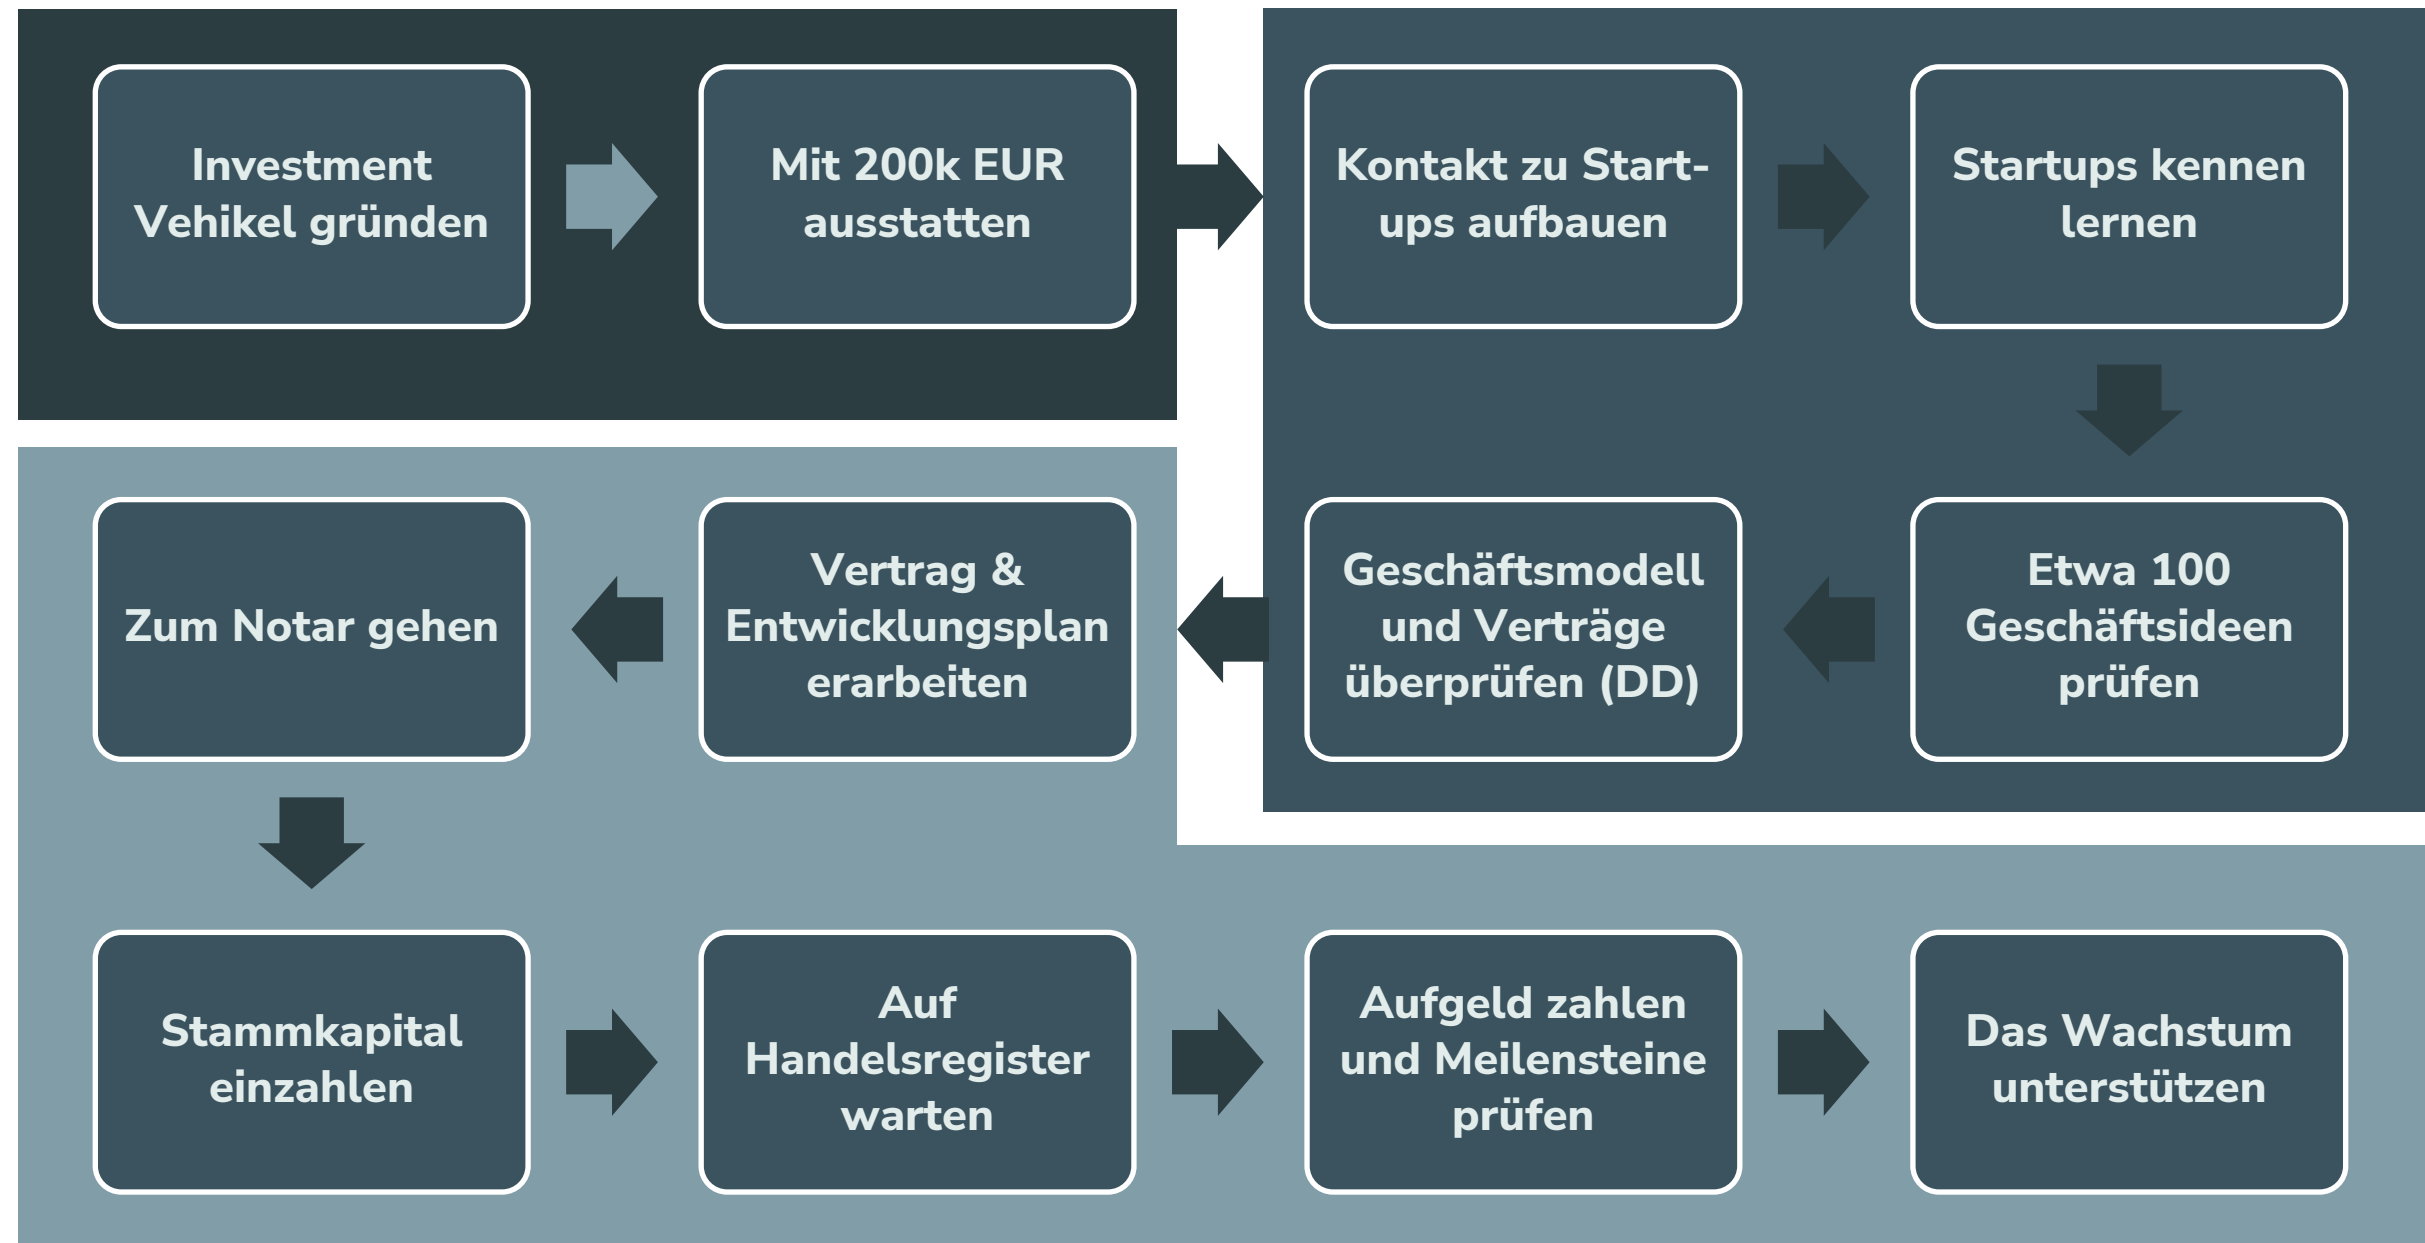 Investment
Vehikel gründen
Mit 200k EUR
ausstatten
Kontakt zu Start-
ups aufbauen
Startups kennen
lernen
Etwa 100
Geschäftsideen
prüfen
Geschäftsmodell
und Verträge
überprüfen (DD)
Vertrag &
Entwicklungsplan
erarbeiten
Zum Notar gehen
Stammkapital
einzahlen
Auf
Handelsregister
warten
Aufgeld zahlen
und Meilensteine
prüfen
Das Wachstum
unterstützen